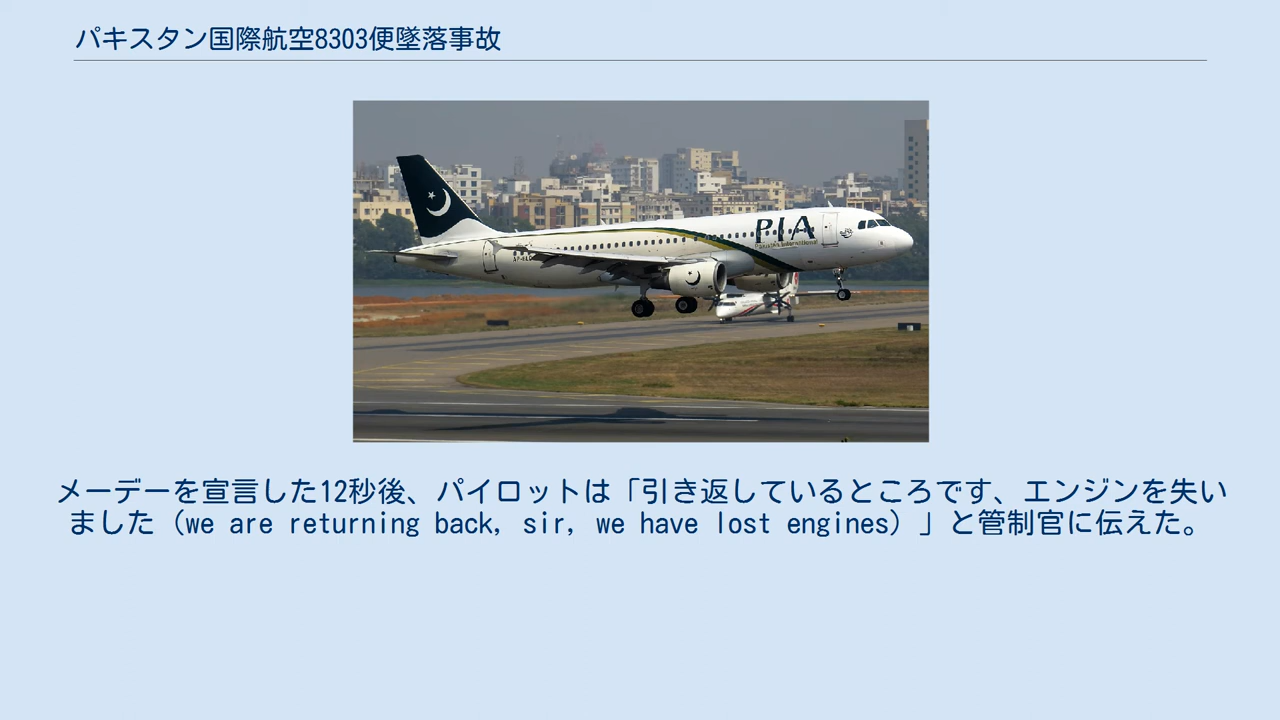 パキスタン国際航空8303便墜落事故
PIA
Pakistan International
メーデーを宣言した12秒後、パイロットは「引き返しているところです、エンジンを失い
ました（we are returning back, sir, we have lost engines）」と管制官に伝えた。